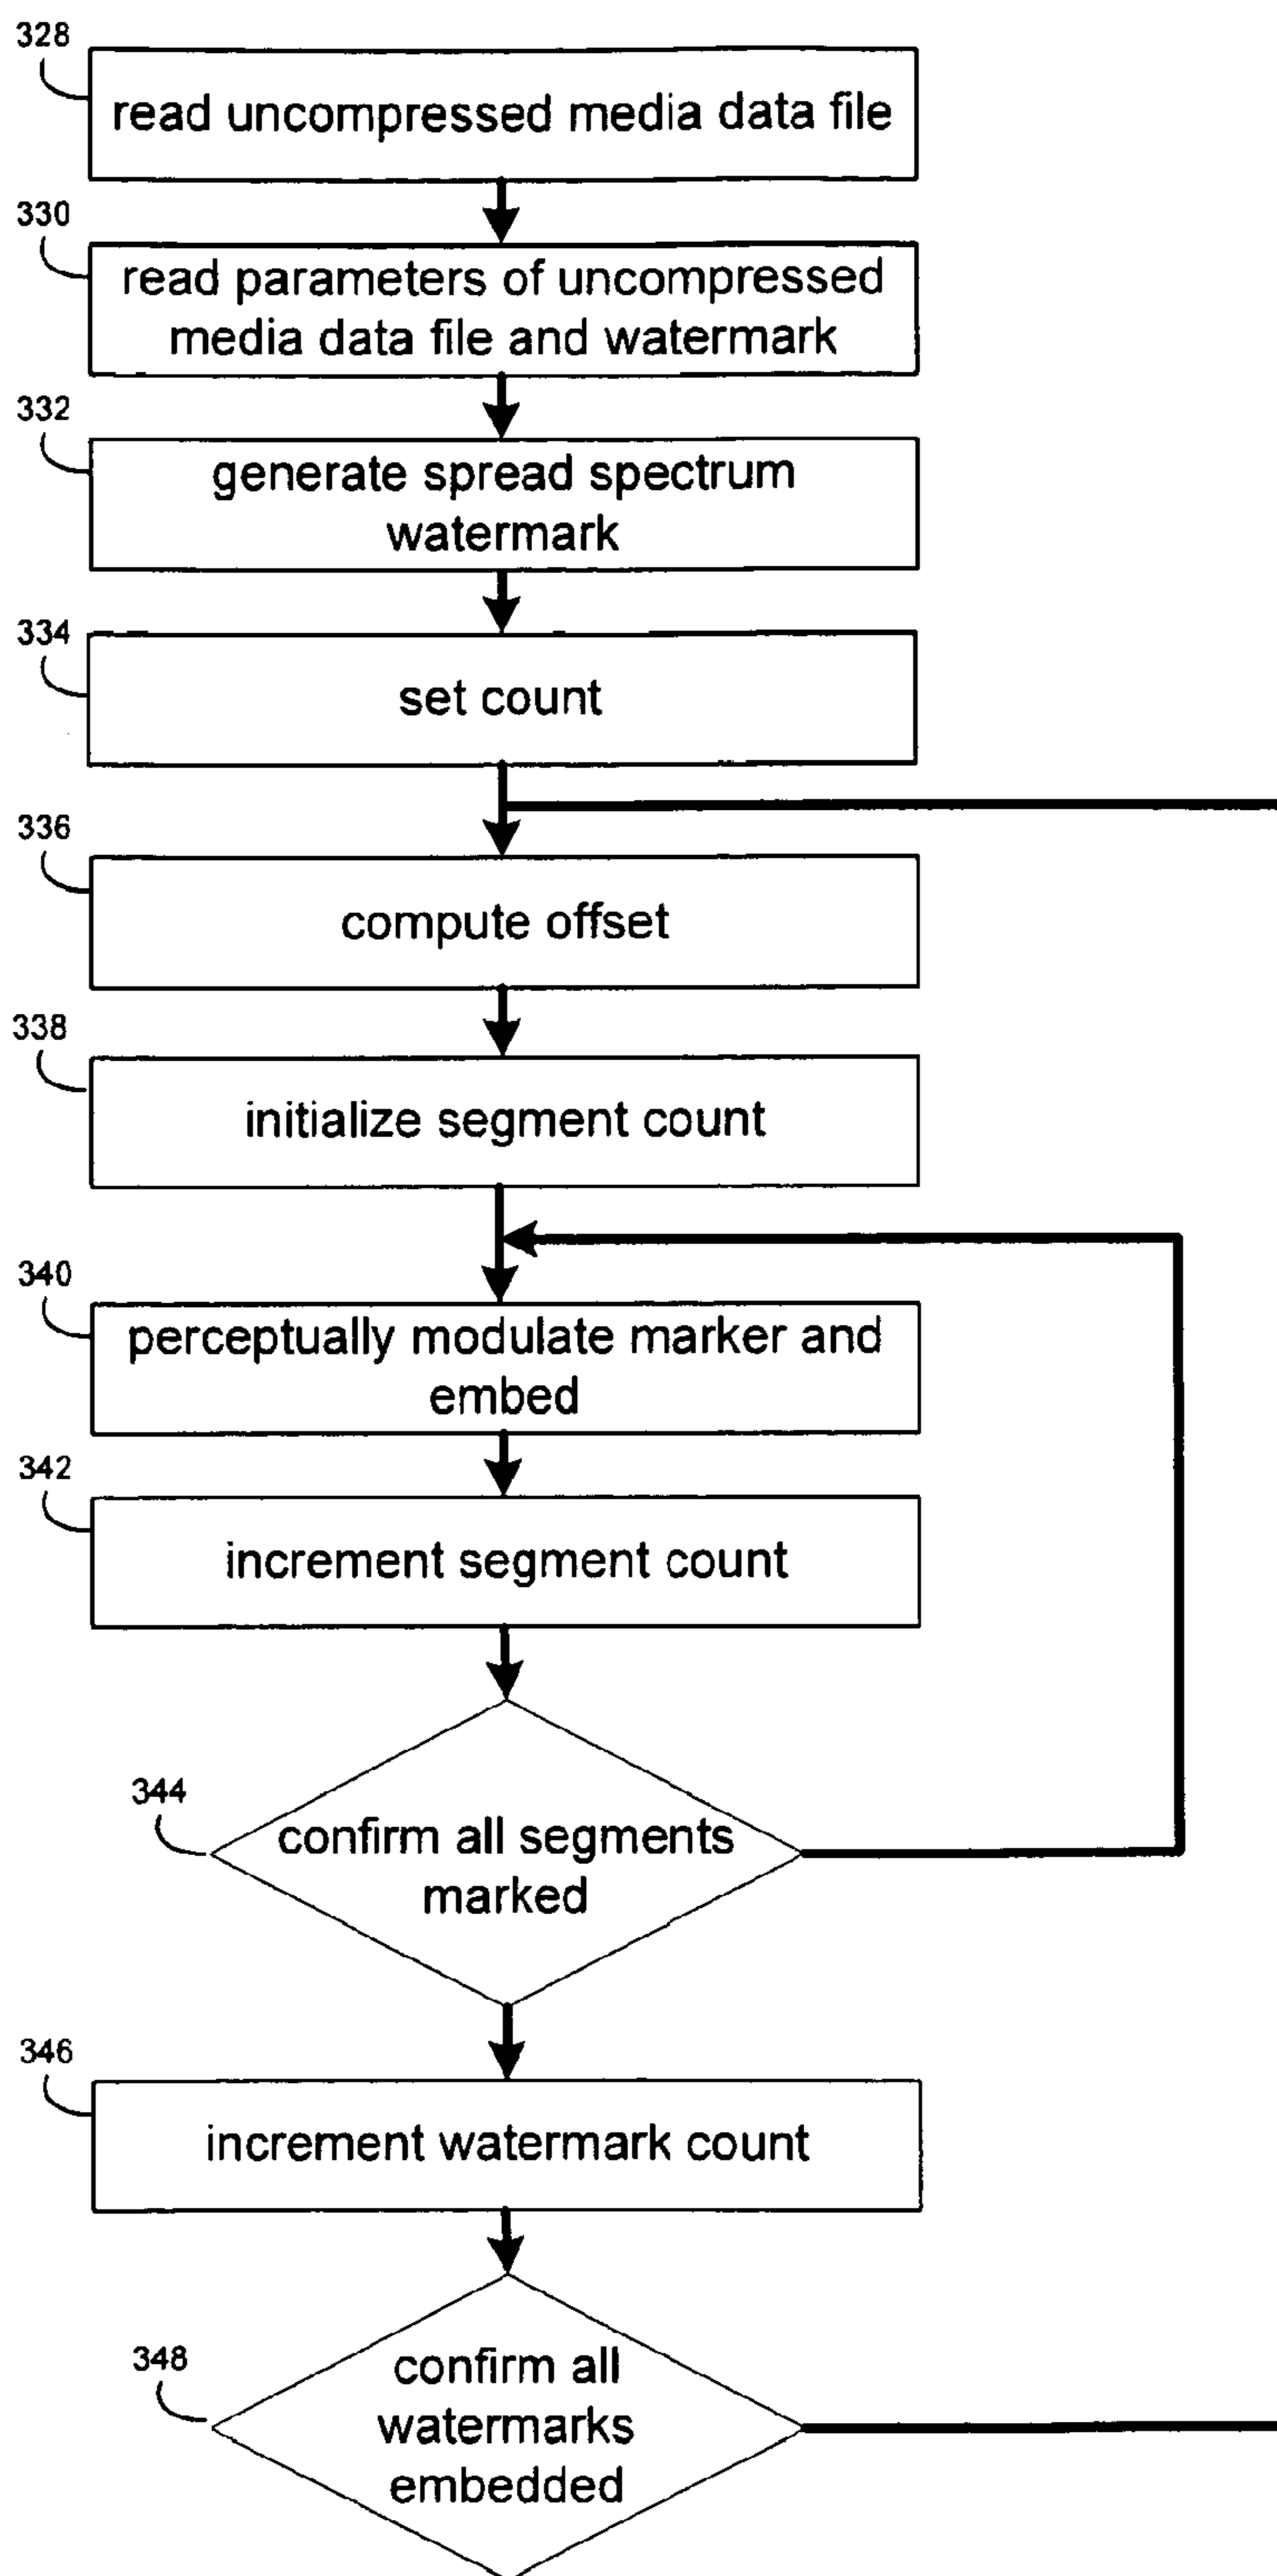 328
read uncompressed media data file
330
read parameters of uncompressed
media data file and watermark
332
generate spread spectrum
watermark
334
set count
336
compute offset
338
initialize segment count
340
perceptually modulate marker and
embed
342
increment segment count
344
confirm all segments
marked
346
increment watermark count
348
confirm all
watermarks
embedded